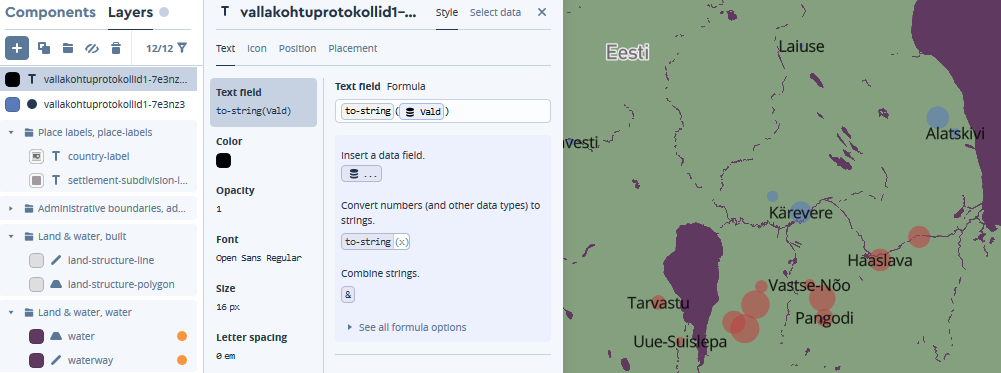 Components Layers
12/12
vallakohtuprotokollid1-7e3nz...
vallakohtuprotokollid1-7e3nz3
Place labels, place-labels
country-label
settlement-subdivision-l...
Administrative boundaries, ad...
Land & water, built
land-structure-line
land-structure-polygon
Land & water, water
water
waterway
vallakohtuprotokollid1-... Style Select data
Text Icon Position Placement
Text field
to-string(Vald)
Color
Opacity
1
Font
Open Sans Regular
Size
16 px
Letter spacing
0 em
Text field Formula
to-string ( Vald )
Insert a data field.
...
Convert numbers (and other data types) to
strings.
to-string (x)
Combine strings.
&
See all formula options
Eesti
Laiuse
Alatskivi
vesti
Kärevere
Haaslava
Vastse-Nõo
Tarvastu
Pangodi
Uue-Suislepa